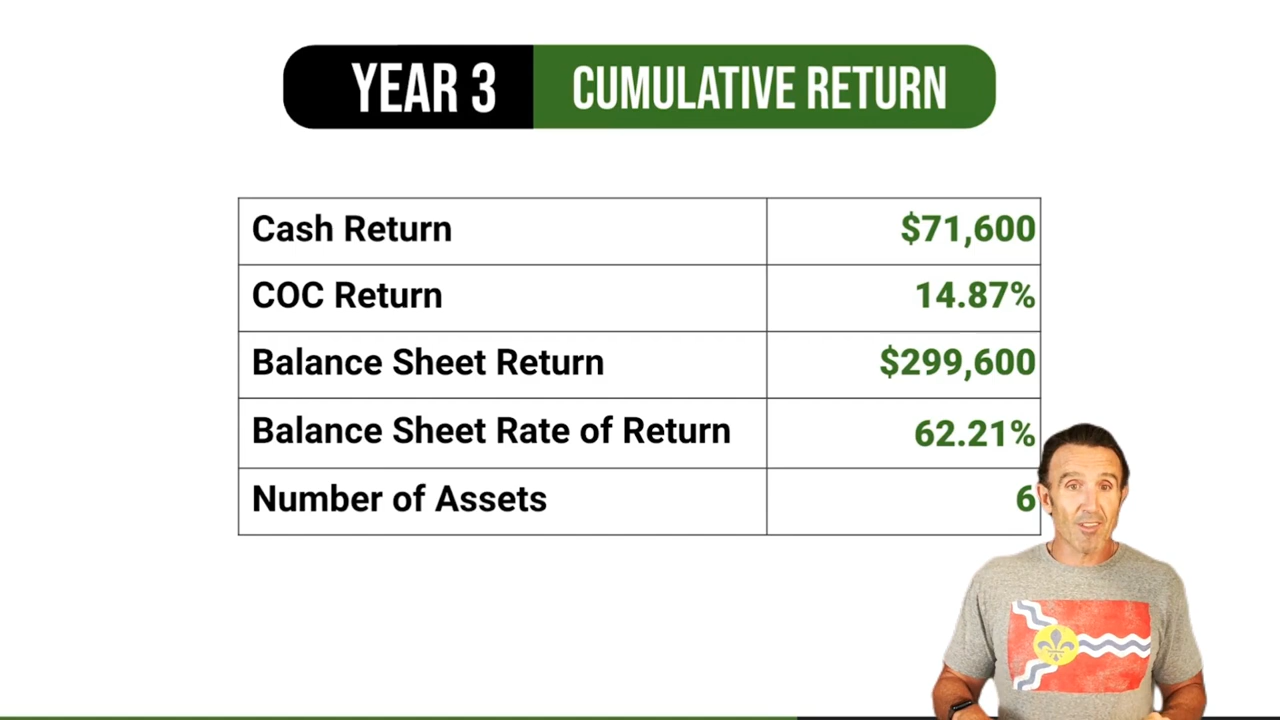 YEAR 3 CUMULATIVE RETURN
Cash Return $71,600
COC Return 14.87%
Balance Sheet Return $299,600
Balance Sheet Rate of Return 62.21%
Number of Assets 6